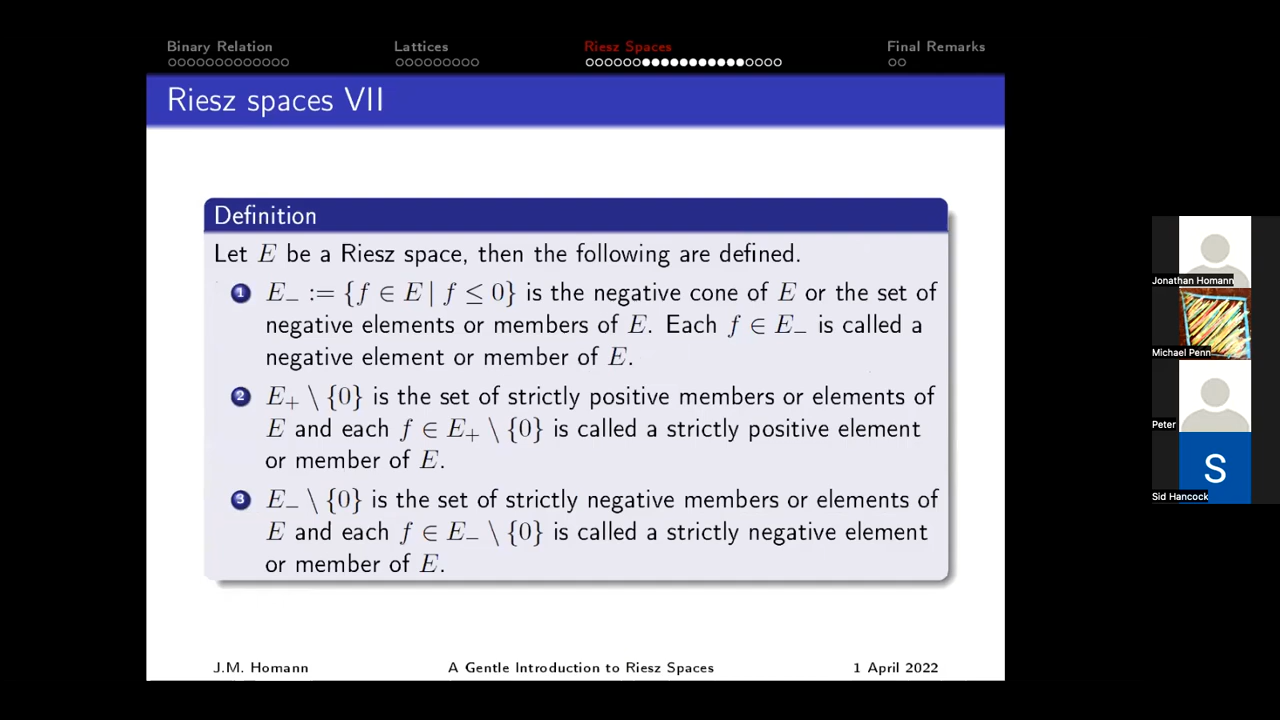 Binary Relation Lattices Riesz Spaces Final Remarks
Riesz spaces VII
Definition
Let E be a Riesz space, then the following are defined.
1 E₋ := {f ∈ E | f ≤ 0} is the negative cone of E or the set of
negative elements or members of E. Each f ∈ E₋ is called a
negative element or member of E.
2 E₊ \ {0} is the set of strictly positive members or elements of
E and each f ∈ E₊ \ {0} is called a strictly positive element
or member of E.
3 E₋ \ {0} is the set of strictly negative members or elements of
E and each f ∈ E₋ \ {0} is called a strictly negative element
or member of E.
J.M. Homann A Gentle Introduction to Riesz Spaces 1 April 2022
Jonathan Homann
Michael Penn
Peter
S
Sid Hancock